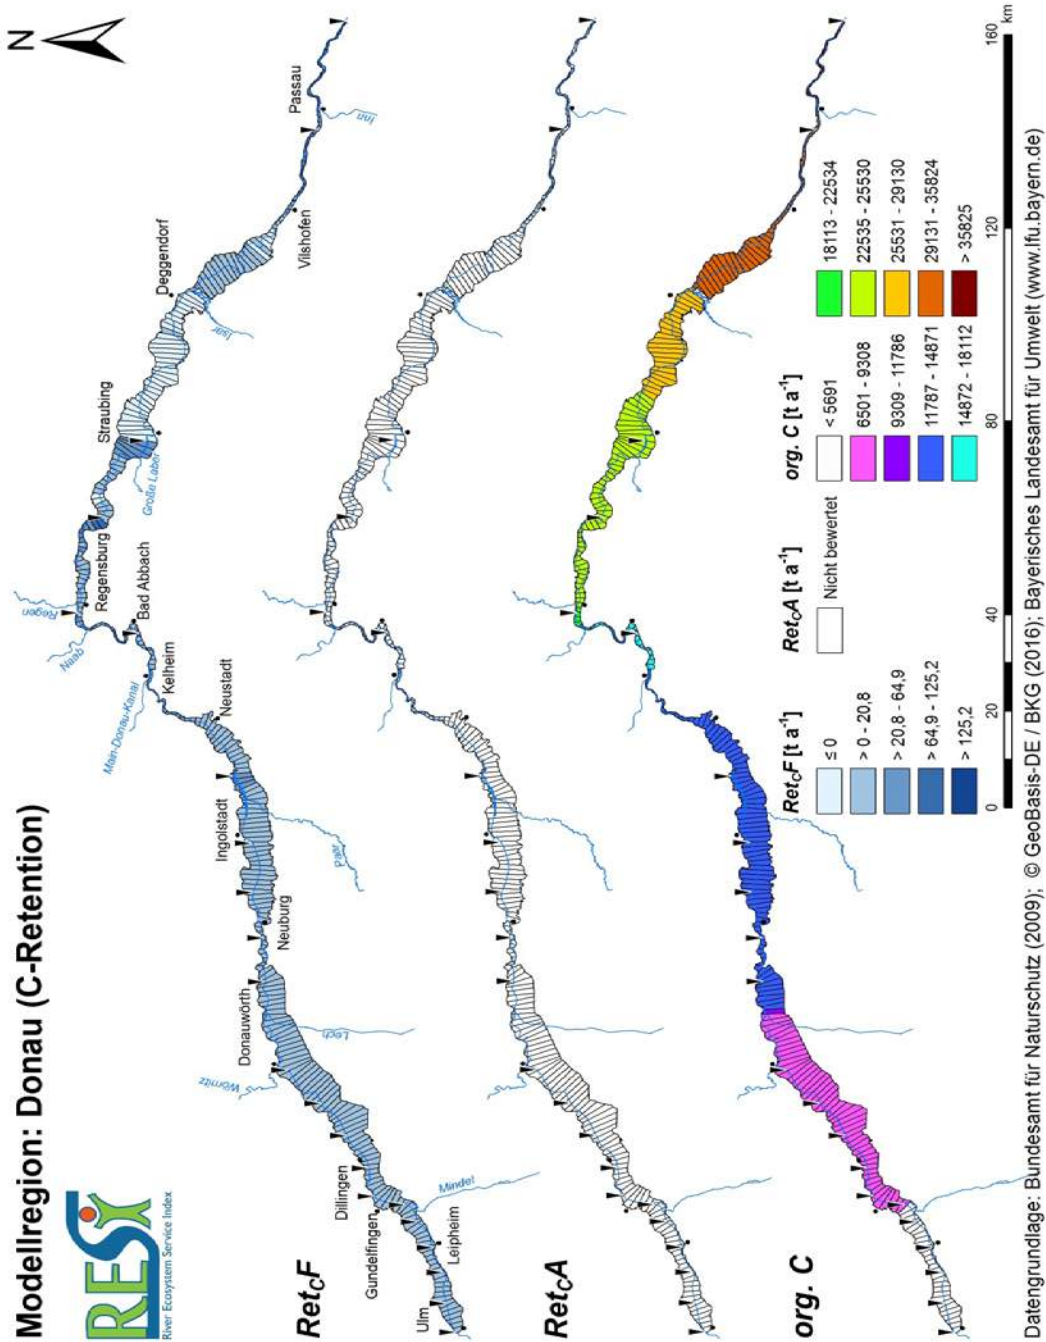 Modellregion: Donau (C-Retention)
N
RESI
River Ecosystem Service Index
Ret_CF
Ulm
Leipheim
Gundelfingen
Dillingen
Mindel
Wörnitz
Donauwörth
Lech
Neuburg
Ingolstadt
Paar
Neustadt
Main-Donau-Kanal
Kelheim
Naab
Bad Abbach
Regen
Regensburg
Große Laber
Straubing
Isar
Deggendorf
Vilshofen
Passau
Inn
Ret_CA
org. C
Ret_CF [t a⁻¹]
≤ 0
> 0 - 20,8
> 20,8 - 64,9
> 64,9 - 125,2
> 125,2
Ret_CA [t a⁻¹]
Nicht bewertet
org. C [t a⁻¹]
< 5691
6501 - 9308
9309 - 11786
11787 - 14871
14872 - 18112
18113 - 22534
22535 - 25530
25531 - 29130
29131 - 35824
> 35825
0 20 40 80 120 160
km
Datengrundlage: Bundesamt für Naturschutz (2009); © GeoBasis-DE / BKG (2016); Bayerisches Landesamt für Umwelt (www.lfu.bayern.de)